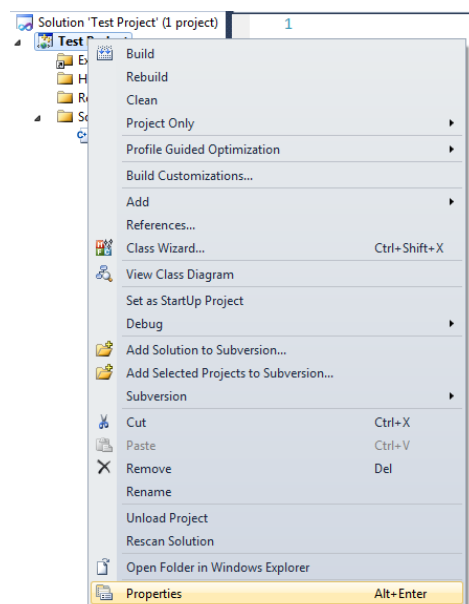 Solution 'Test Project' (1 project)
1
Test Project
Build
Rebuild
Clean
Project Only
Profile Guided Optimization
Build Customizations...
Add
References...
Class Wizard... Ctrl+Shift+X
View Class Diagram
Set as StartUp Project
Debug
Add Solution to Subversion...
Add Selected Projects to Subversion...
Subversion
Cut Ctrl+X
Paste Ctrl+V
Remove Del
Rename
Unload Project
Rescan Solution
Open Folder in Windows Explorer
Properties Alt+Enter